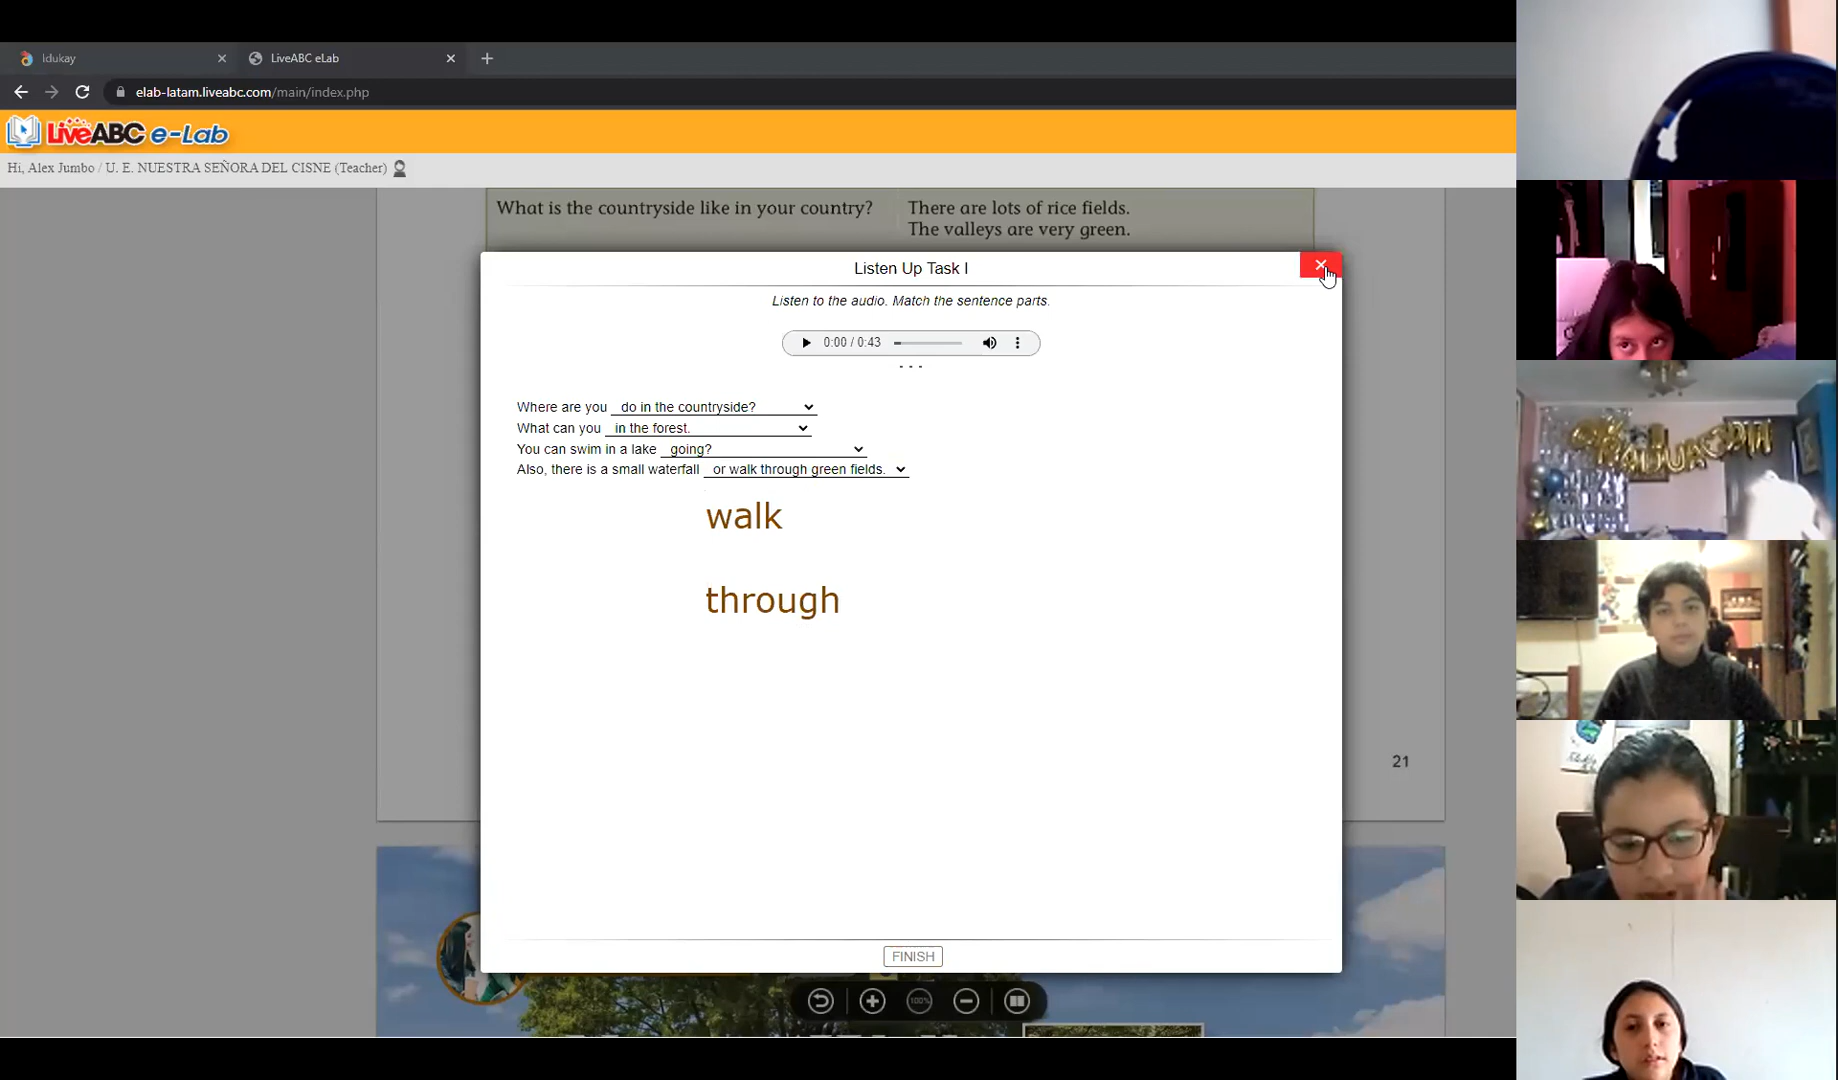 Idukay
LiveABC eLab
elab-latam.liveabc.com/main/index.php
LiveABC e-Lab
Hi, Alex Jumbo / U. E. NUESTRA SEÑORA DEL CISNE (Teacher)
What is the countryside like in your country?
There are lots of rice fields.
The valleys are very green.
Listen Up Task I
Listen to the audio. Match the sentence parts.
0:00 / 0:43
- - -
Where are you do in the countryside?
What can you in the forest.
You can swim in a lake going?
Also, there is a small waterfall or walk through green fields.
walk
through
21
FINISH
100%